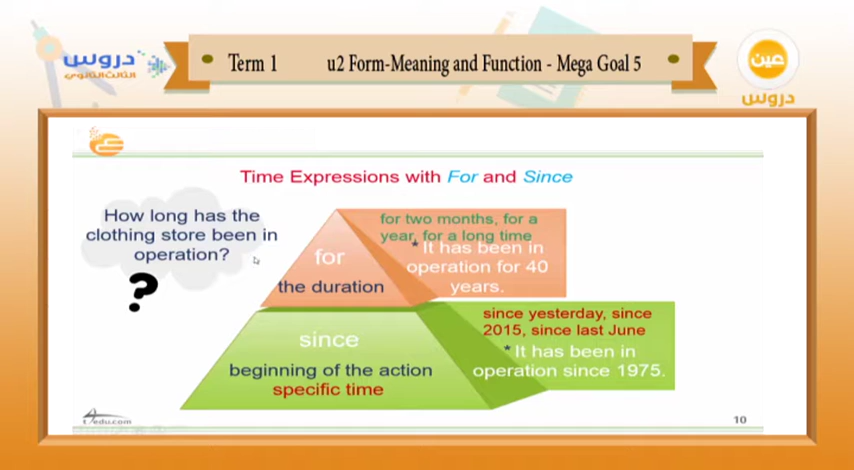 دروس
الثالث الثانوي
Term 1 u2 Form-Meaning and Function - Mega Goal 5
عين
دروس
Time Expressions with For and Since
How long has the
clothing store been in
operation?
?
for
the duration
for two months, for a
year, for a long time
* It has been in
operation for 40
years.
since
beginning of the action
specific time
since yesterday, since
2015, since last June
* It has been in
operation since 1975.
10